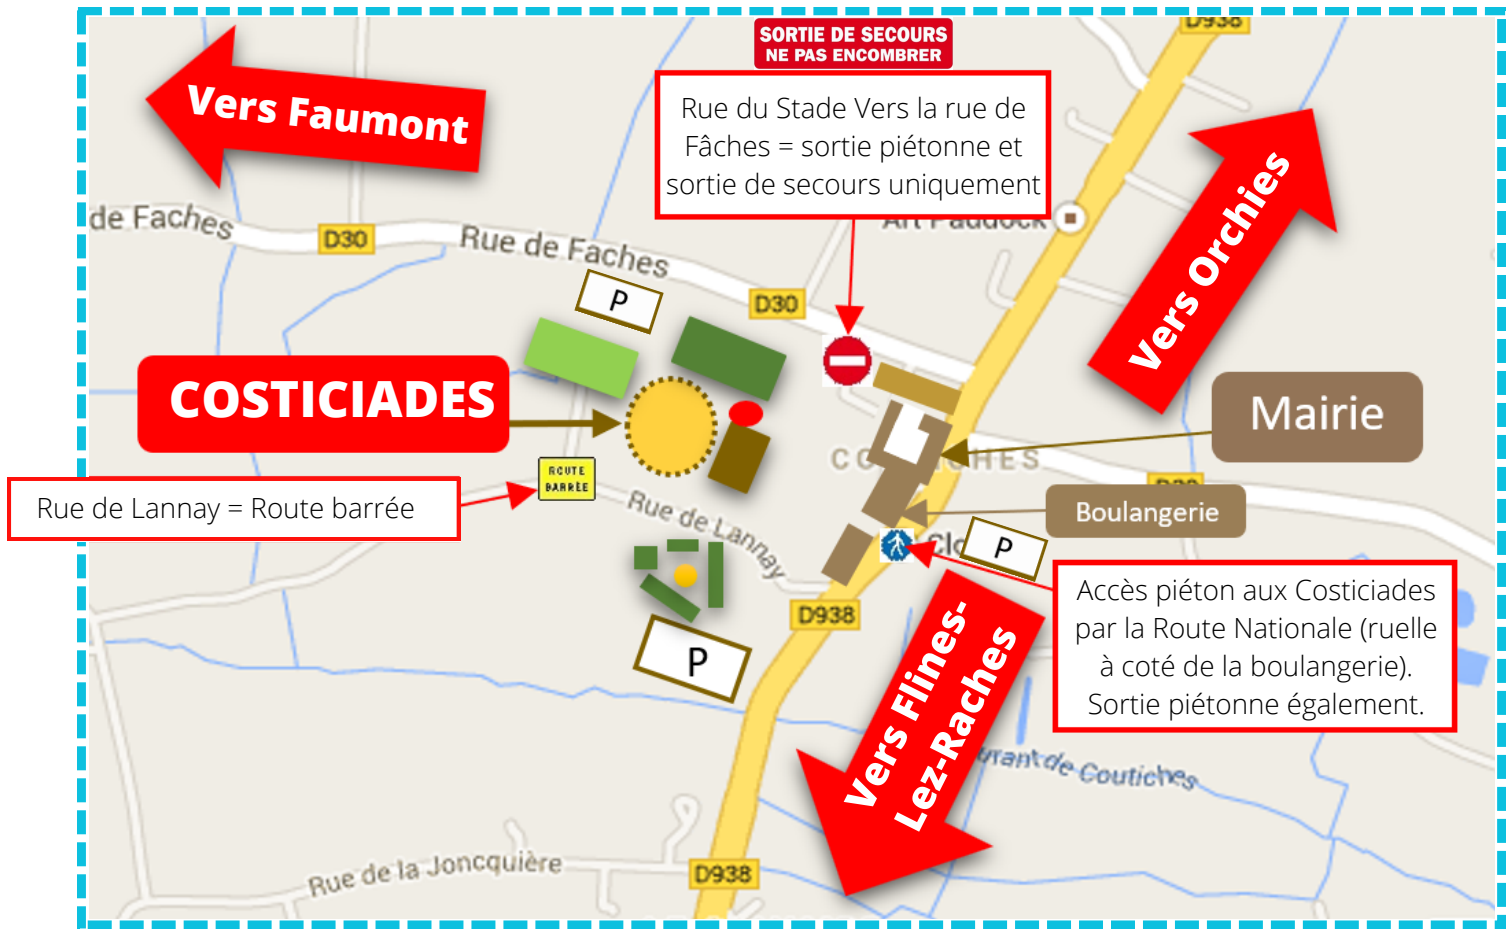 D938
SORTIE DE SECOURS
NE PAS ENCOMBRER
Vers Faumont
Rue du Stade Vers la rue de
Fâches = sortie piétonne et
sortie de secours uniquement
Vers Orchies
de Faches
D30
Rue de Faches
Art Paddock
P
D30
COSTICIADES
Mairie
ROUTE
BARRÉE
Rue de Lannay = Route barrée
Rue de Lannay
Boulangerie
P
Accès piéton aux Costiciades
par la Route Nationale (ruelle
à coté de la boulangerie).
Sortie piétonne également.
D938
P
Vers Flines-
Lez-Raches
de Coutiches
Rue de la Joncquière
D938